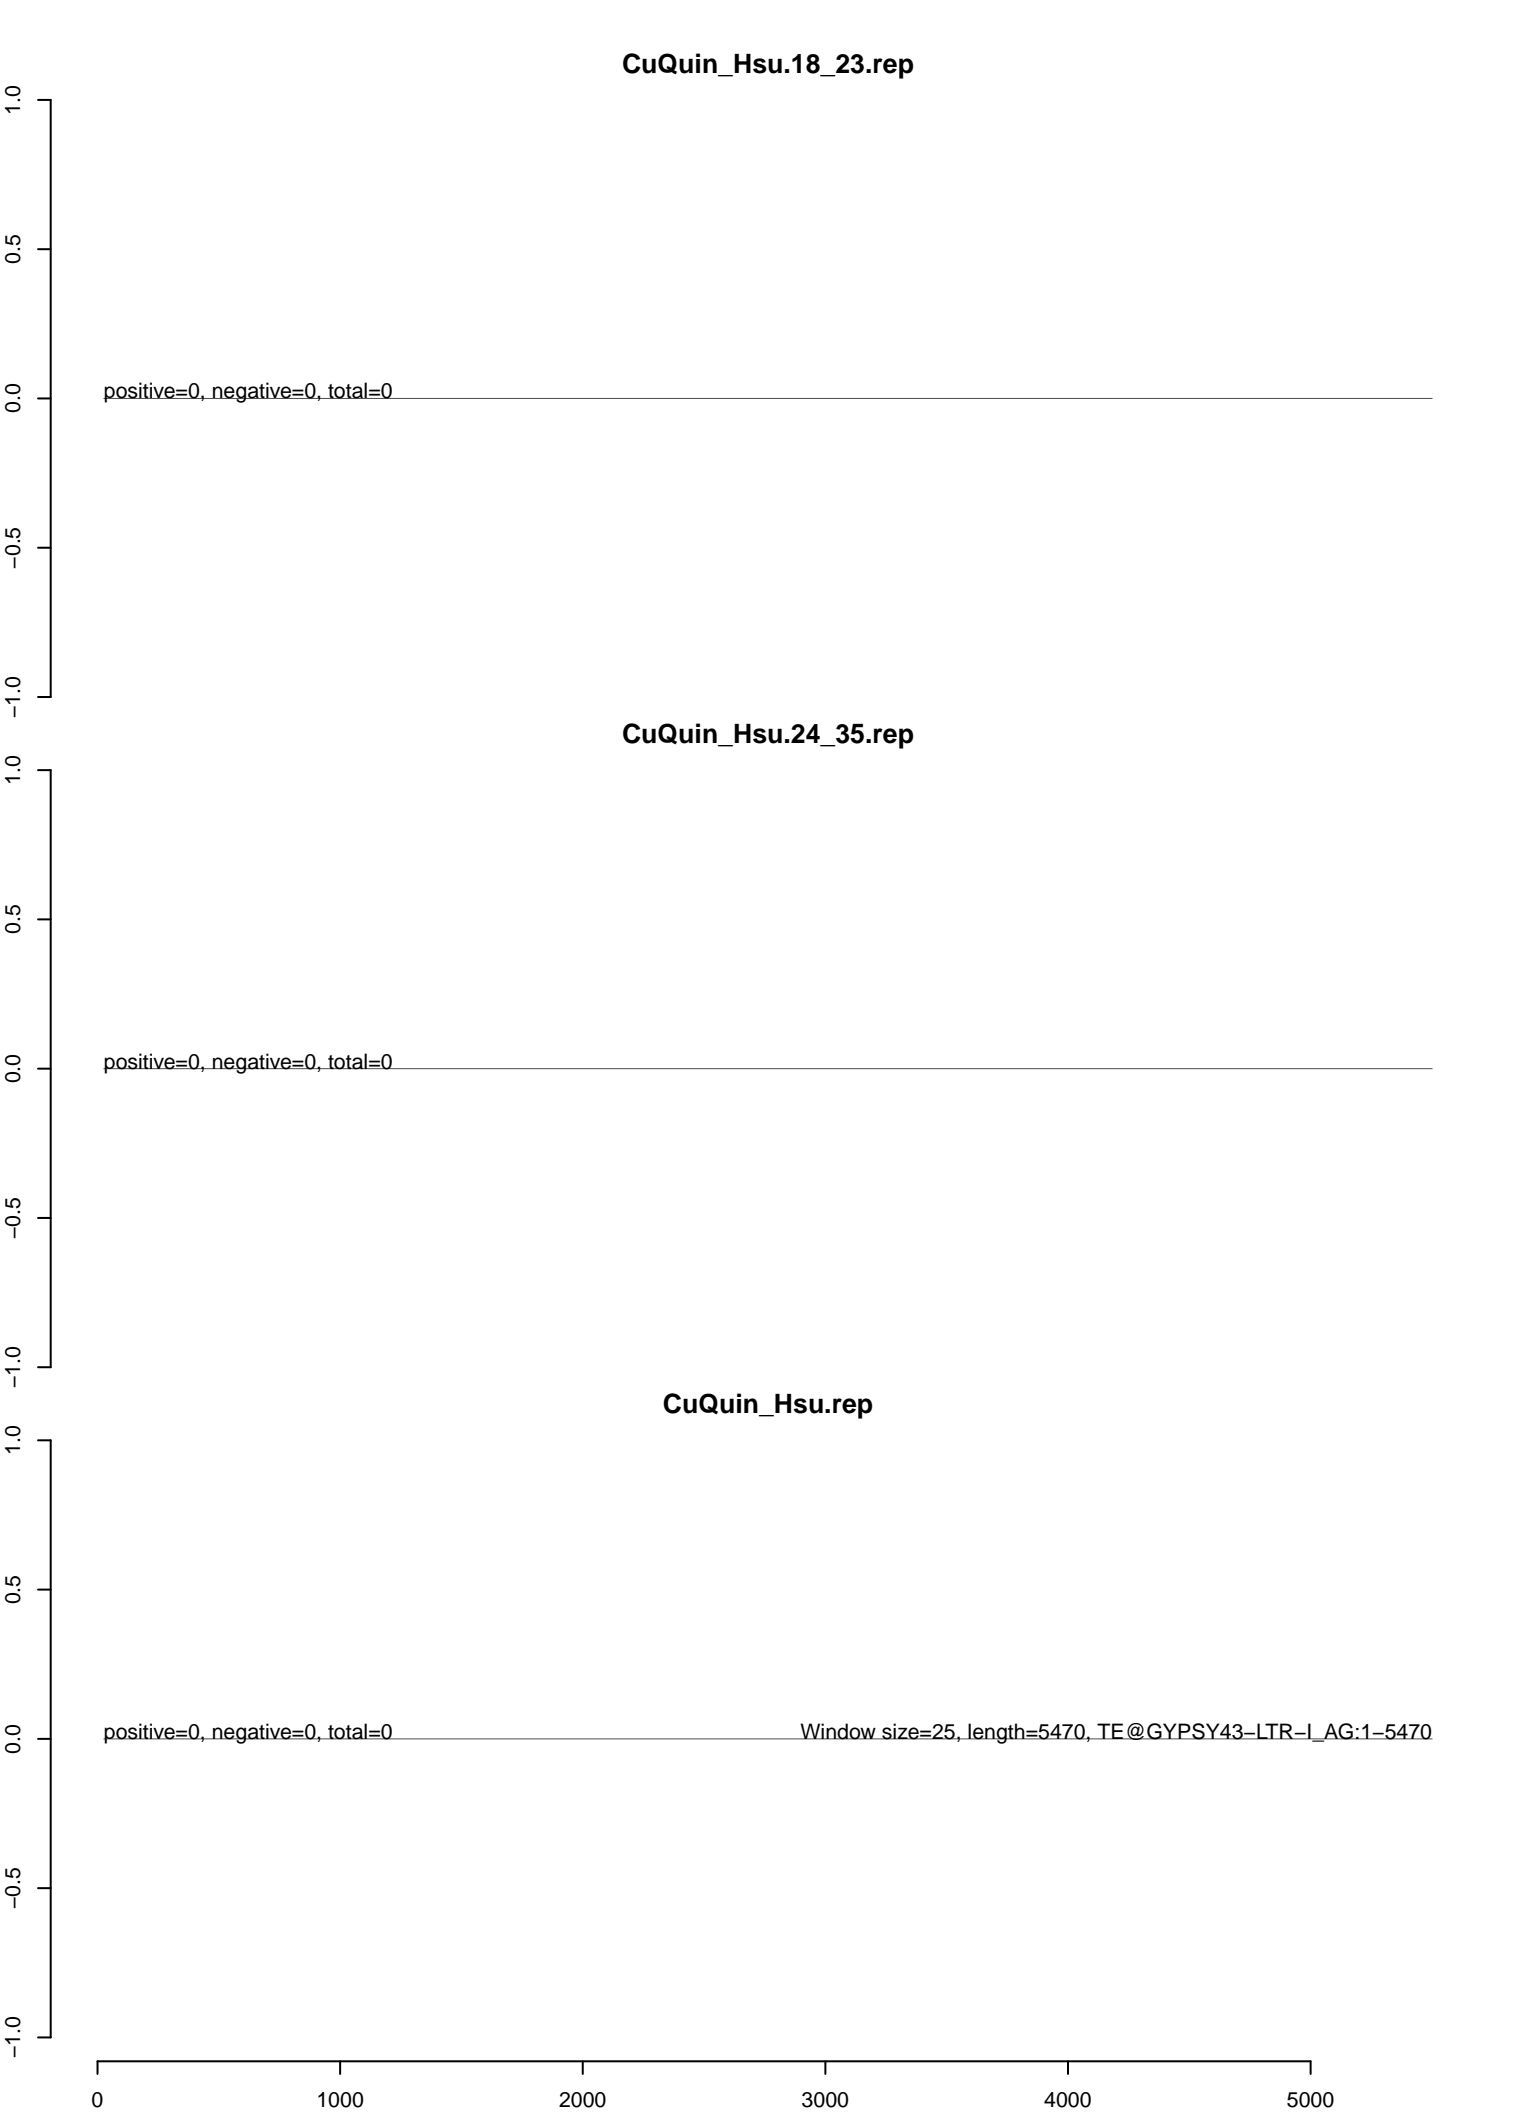 CuQuin_Hsu.18_23.rep
1.0
0.5
0.0
−0.5
−1.0
positive=0, negative=0, total=0
CuQuin_Hsu.24_35.rep
1.0
0.5
0.0
−0.5
−1.0
positive=0, negative=0, total=0
CuQuin_Hsu.rep
1.0
0.5
0.0
−0.5
−1.0
positive=0, negative=0, total=0
Window size=25, length=5470, TE@GYPSY43−LTR−I_AG:1−5470
0 1000 2000 3000 4000 5000